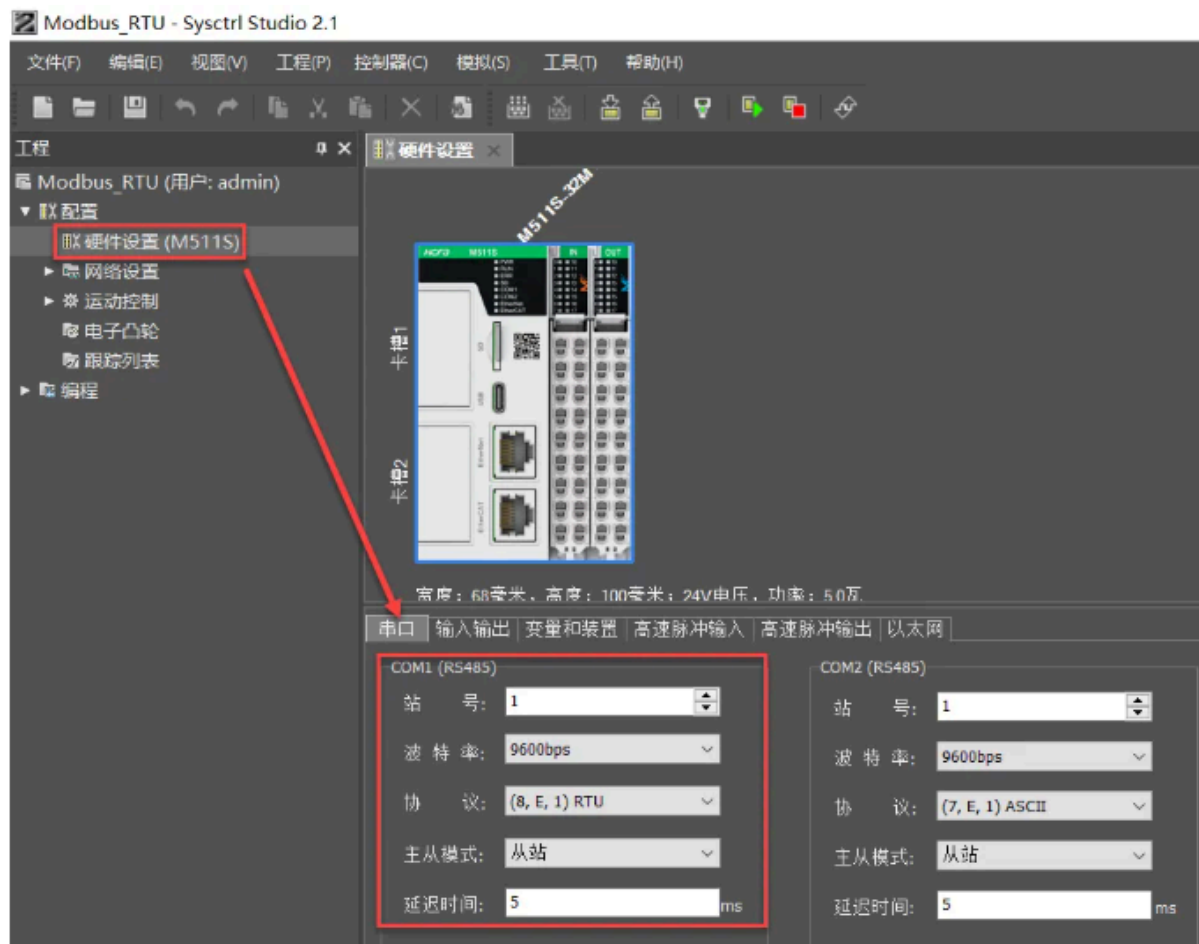 Modbus_RTU - Sysctrl Studio 2.1
文件(F) 编辑(E) 视图(V) 工程(P) 控制器(C) 模拟(S) 工具(T) 帮助(H)
工程
硬件设置
Modbus_RTU (用户: admin)
配置
硬件设置 (M511S)
网络设置
运动控制
电子凸轮
跟踪列表
编程
M511S-32M
M511S
IN
OUT
卡槽1
卡槽2
宽度：68毫米，高度：100毫米；24V电压，功率：5.0瓦
串口 输入输出 变量和装置 高速脉冲输入 高速脉冲输出 以太网
COM1 (RS485)
站 号: 1
波 特 率: 9600bps
协 议: (8, E, 1) RTU
主从模式: 从站
延迟时间: 5 ms
COM2 (RS485)
站 号: 1
波 特 率: 9600bps
协 议: (7, E, 1) ASCII
主从模式: 从站
延迟时间: 5 ms